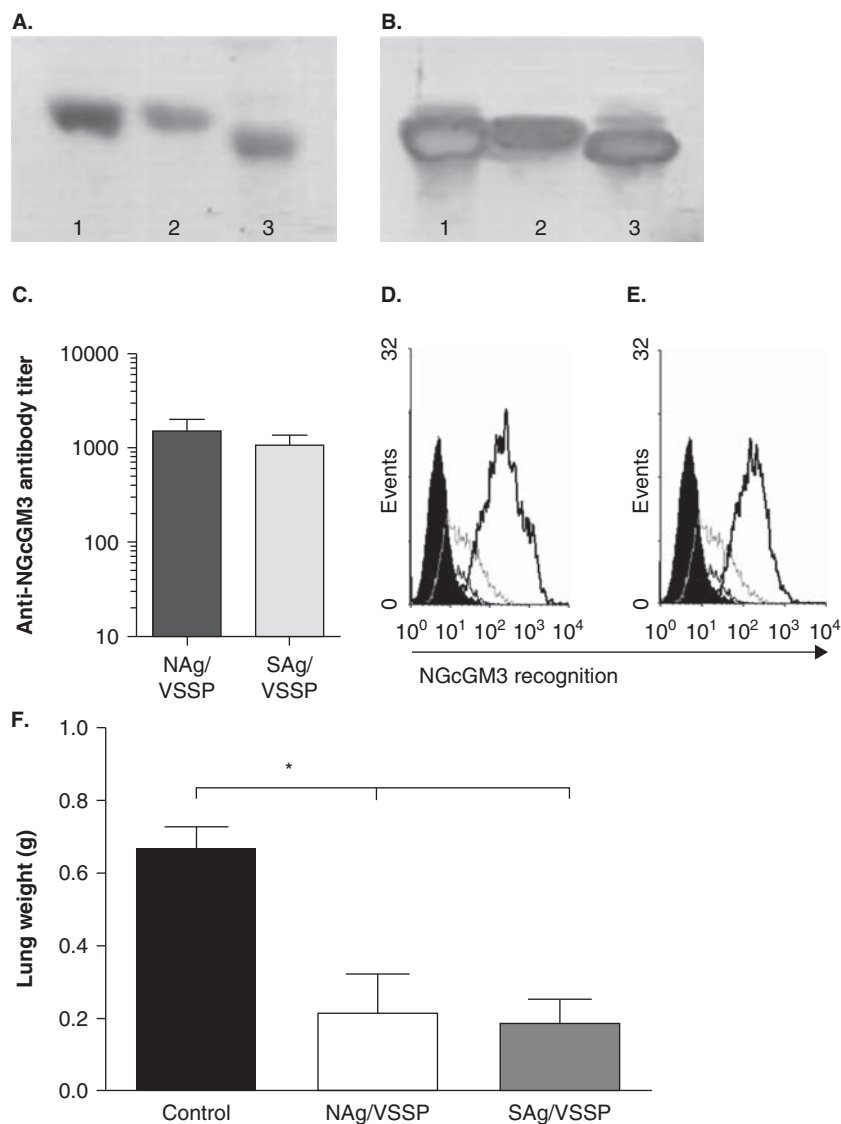 A.
B.
1 2 3
1 2 3
C.
D.
E.
Anti-NGcGM3 antibody titer
10000
1000
100
10
NAg/
VSSP
SAg/
VSSP
Events
32
0
10⁰ 10¹ 10² 10³ 10⁴
Events
32
0
10⁰ 10¹ 10² 10³ 10⁴
NGcGM3 recognition
F.
Lung weight (g)
1.0
0.8
0.6
0.4
0.2
0.0
*
Control
NAg/VSSP
SAg/VSSP